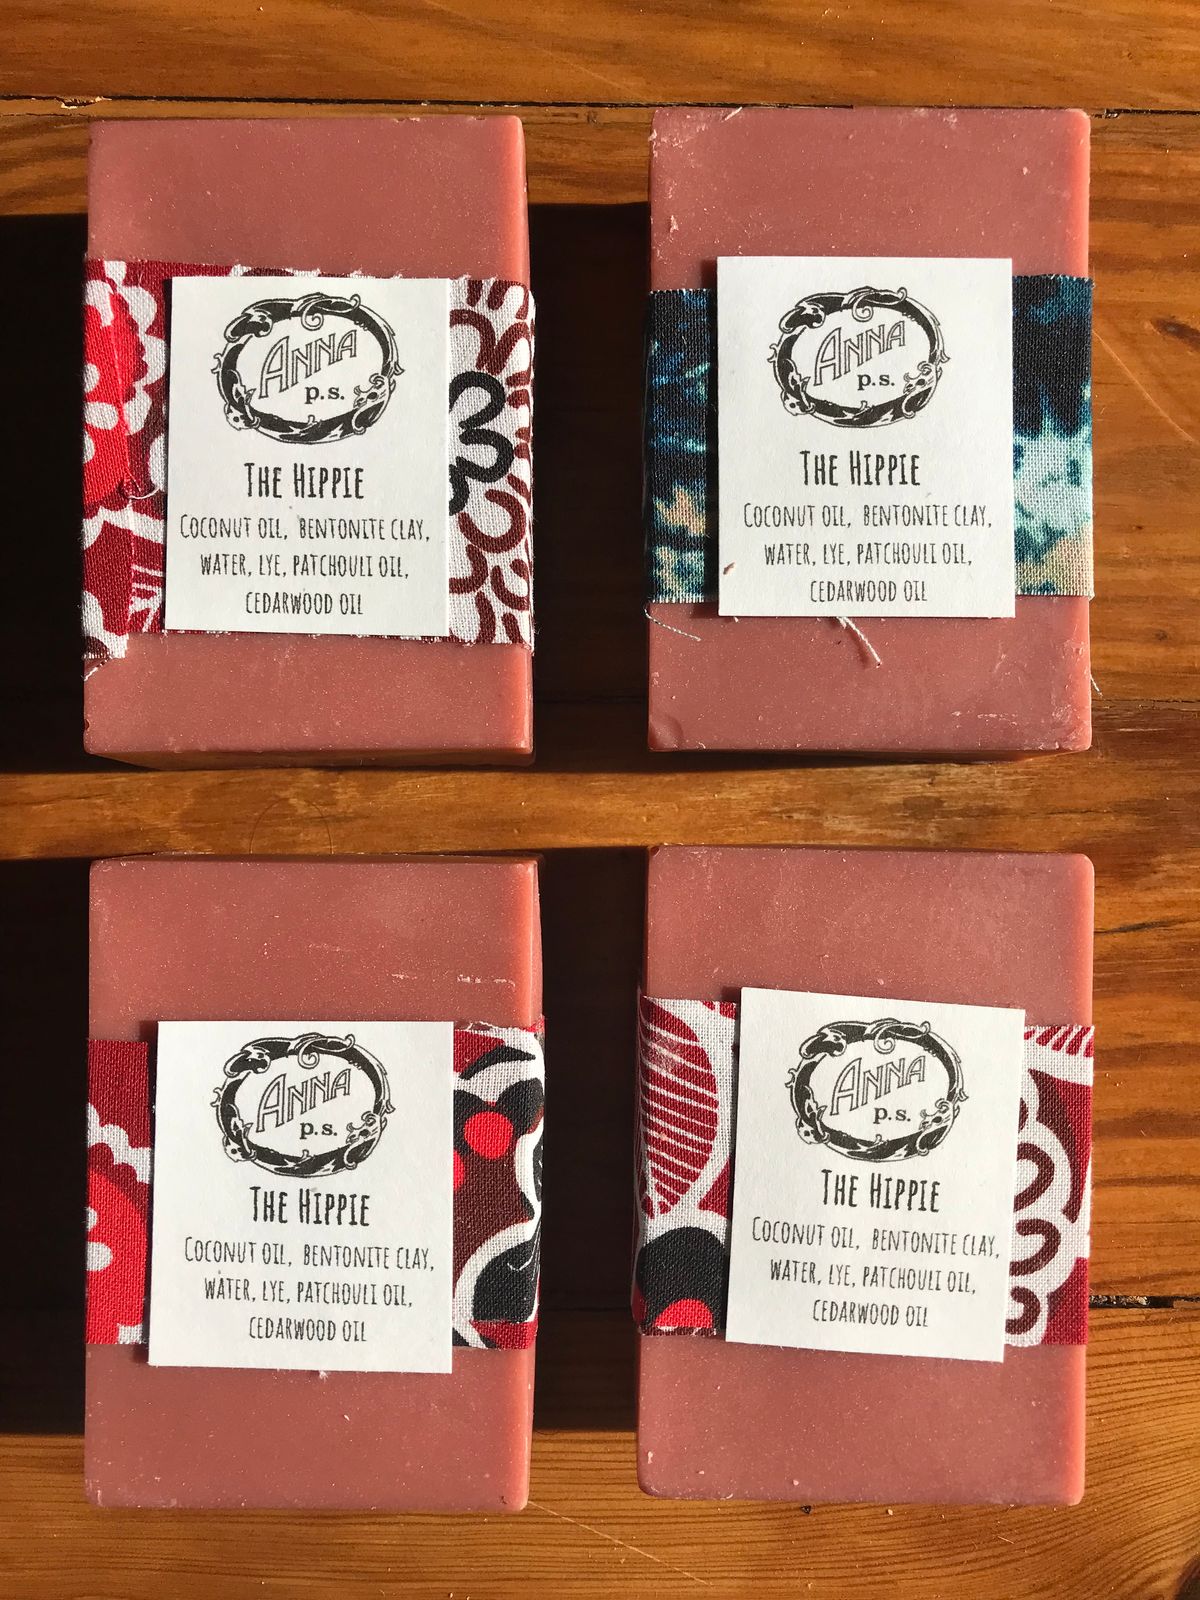 ANNA
p.s.
THE HIPPIE
COCONUT OIL, BENTONITE CLAY,
WATER, LYE, PATCHOULI OIL,
CEDARWOOD OIL
ANNA
p.s.
THE HIPPIE
COCONUT OIL, BENTONITE CLAY,
WATER, LYE, PATCHOULI OIL,
CEDARWOOD OIL
ANNA
p.s.
THE HIPPIE
COCONUT OIL, BENTONITE CLAY,
WATER, LYE, PATCHOULI OIL,
CEDARWOOD OIL
ANNA
p.s.
THE HIPPIE
COCONUT OIL, BENTONITE CLAY,
WATER, LYE, PATCHOULI OIL,
CEDARWOOD OIL